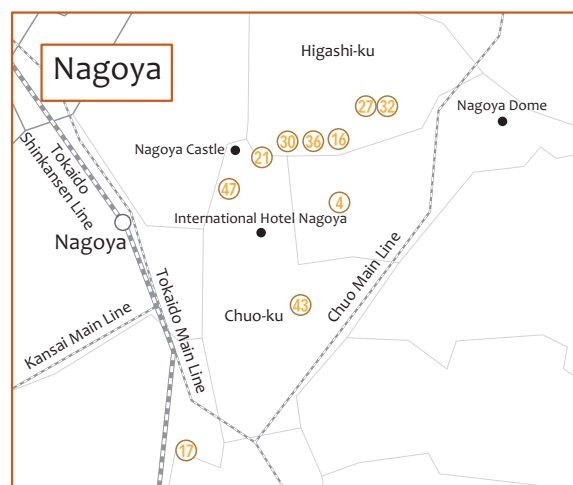 Nagoya
Higashi-ku
27
32
Nagoya Dome
30
36
16
Nagoya Castle
21
Tokaido
Shinkansen Line
47
4
International Hotel Nagoya
Nagoya
Tokaido Main Line
Chuo Main Line
43
Chuo-ku
Kansai Main Line
17